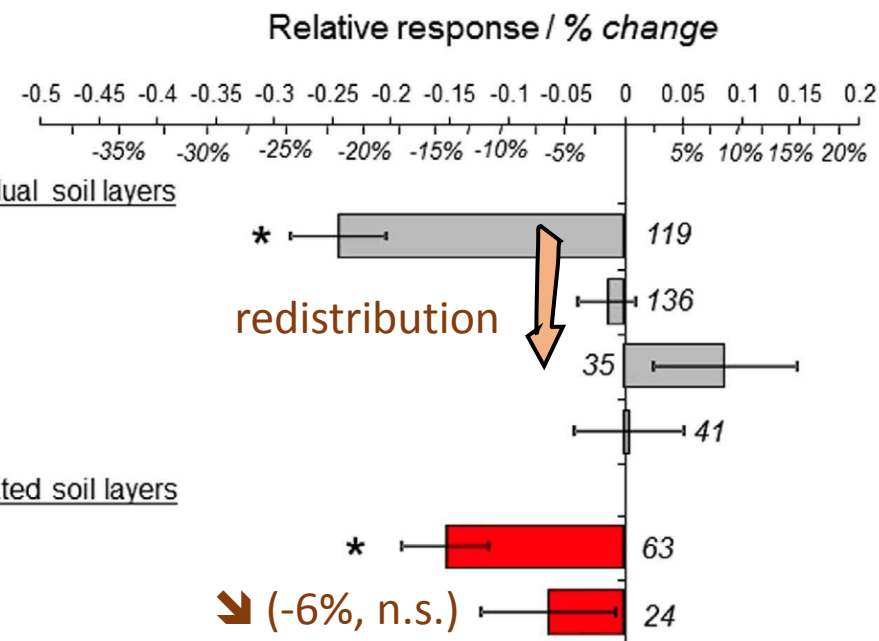 Relative response / % change
-0.5 -0.45 -0.4 -0.35 -0.3 -0.25 -0.2 -0.15 -0.1 -0.05 0 0.05 0.1 0.15 0.2
-35% -30% -25% -20% -15% -10% -5% 5% 10% 15% 20%
dual soil layers
* 119
136
redistribution
35
41
ted soil layers
* 63
➘ (-6%, n.s.) 24